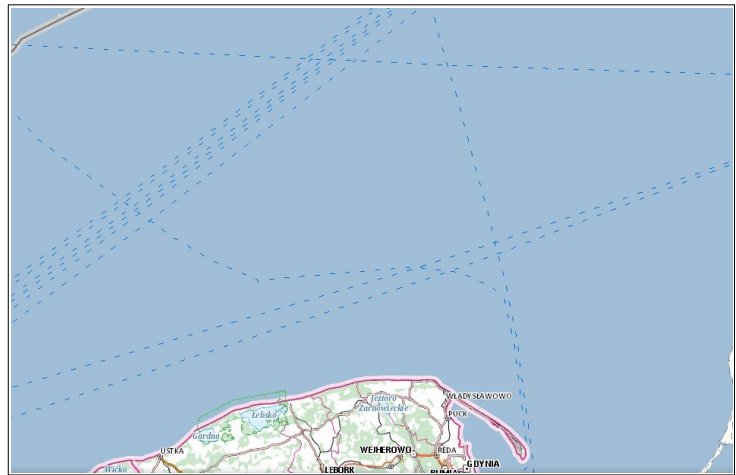 WŁADYSŁAWOWO
Jezioro
Żarnowieckie
Łebsko
PUCK
Gardno
USTKA
WEJHEROWO
REDA
Wicko
LĘBORK
GDYNIA